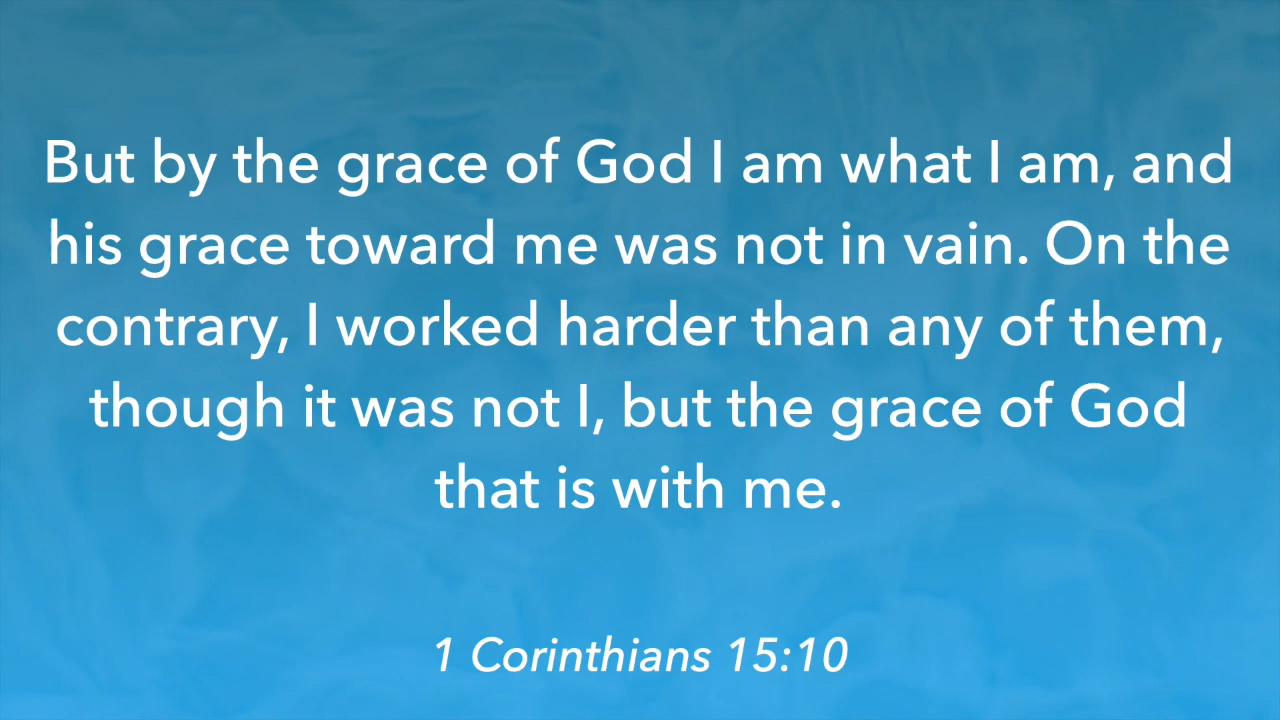 But by the grace of God I am what I am, and
his grace toward me was not in vain. On the
contrary, I worked harder than any of them,
though it was not I, but the grace of God
that is with me.
1 Corinthians 15:10